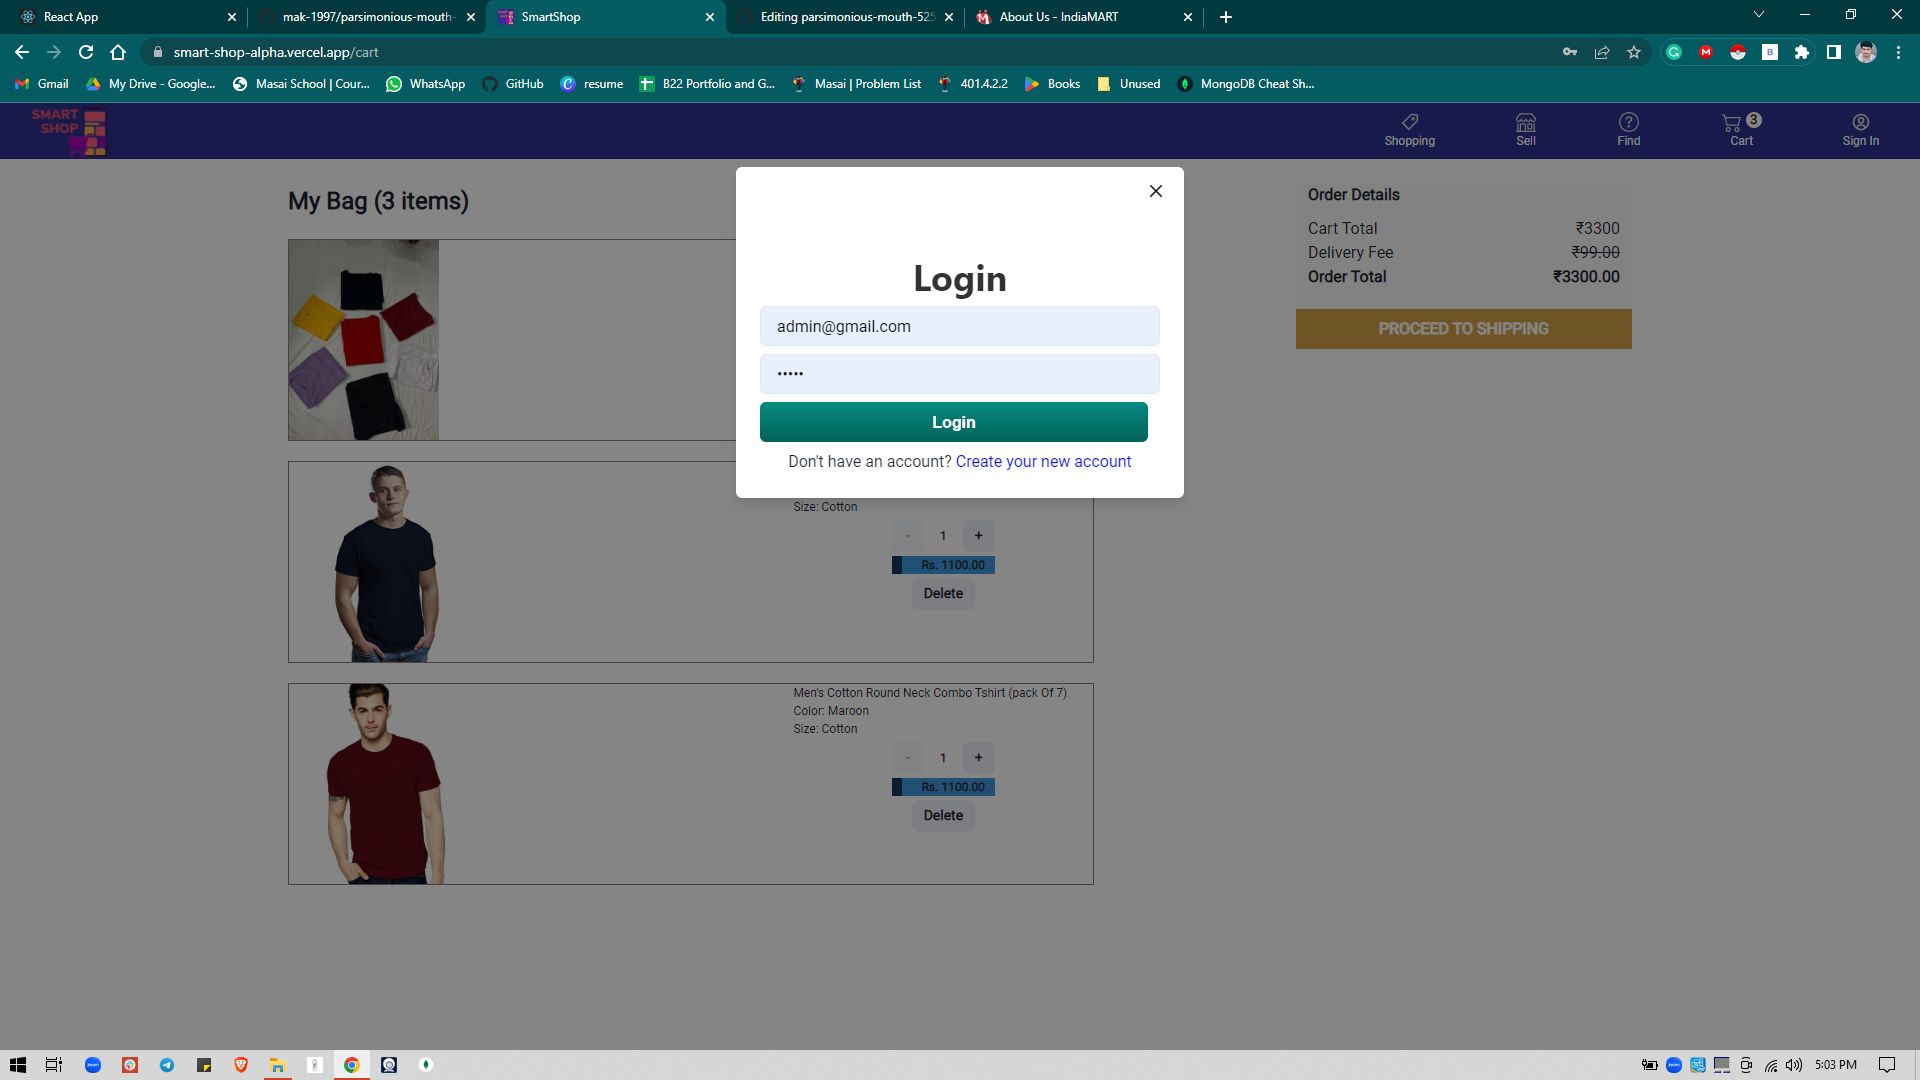 React App
mak-1997/parsimonious-mouth-
SmartShop
Editing parsimonious-mouth-525
About Us - IndiaMART
smart-shop-alpha.vercel.app/cart
Gmail
My Drive - Google...
Masai School | Cour...
WhatsApp
GitHub
resume
B22 Portfolio and G...
Masai | Problem List
401.4.2.2
Books
Unused
MongoDB Cheat Sh...
SMART
SHOP
Shopping
Sell
Find
3
Cart
Sign In
My Bag (3 items)
Login
admin@gmail.com
•••••
Login
Don't have an account? Create your new account
Order Details
Cart Total ₹3300
Delivery Fee ₹99.00
Order Total ₹3300.00
PROCEED TO SHIPPING
Size: Cotton
- 1 +
Rs. 1100.00
Delete
Men's Cotton Round Neck Combo Tshirt (pack Of 7)
Color: Maroon
Size: Cotton
- 1 +
Rs. 1100.00
Delete
5:03 PM